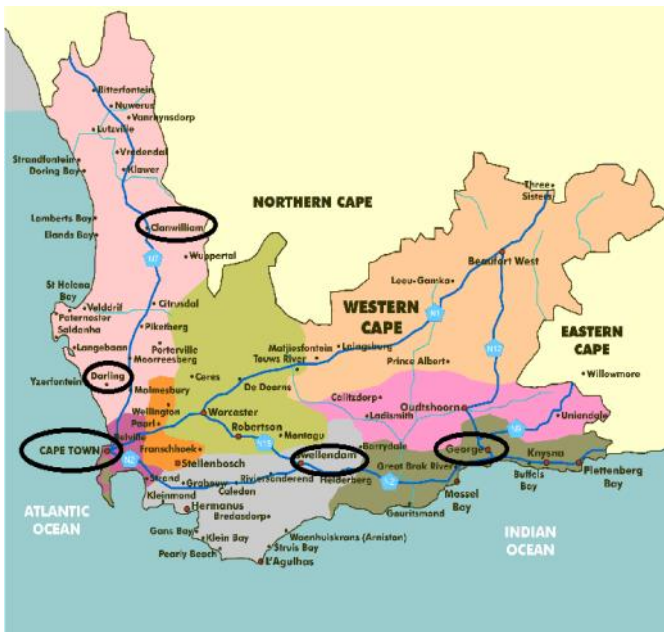 Bitterfontein
Nuwerus
Vanrhynsdorp
Lutzville
Vredendal
Strandfontein
Doring Bay
Klawer
Three
Sisters
NORTHERN CAPE
Lamberts Bay
Elands Bay
Clanwilliam
Wuppertal
N7
Beaufort West
Leeu-Gamka
St Helena
Bay
Velddrif
Citrusdal
Paternoster
Saldanha
Piketberg
WESTERN
CAPE
N1
Laingsburg
EASTERN
CAPE
Langebaan
Porterville
Moorreesberg
Matjiesfontein
Touws River
Prince Albert
N12
Willowmore
Darling
Yzerfontein
Malmesbury
Ceres
De Doorns
Calitzdorp
Oudtshoorn
Wellington
Paarl
Worcester
Ladismith
Uniondale
N9
Robertson
Montagu
Barrydale
CAPE TOWN
Belville
Franschhoek
N15
Swellendam
George
Knysna
N2
Stellenbosch
Great Brak River
Plettenberg
Bay
Strand
Grabouw
Riviersonderend
Heidelberg
N2
Buffels
Bay
Kleinmond
Caledon
Mossel
Bay
Hermanus
Bredasdorp
Gouritsmond
ATLANTIC
OCEAN
Gans Bay
Klein Bay
Waenhuiskrans (Arniston)
Struis Bay
INDIAN
OCEAN
Pearly Beach
L'Agulhas